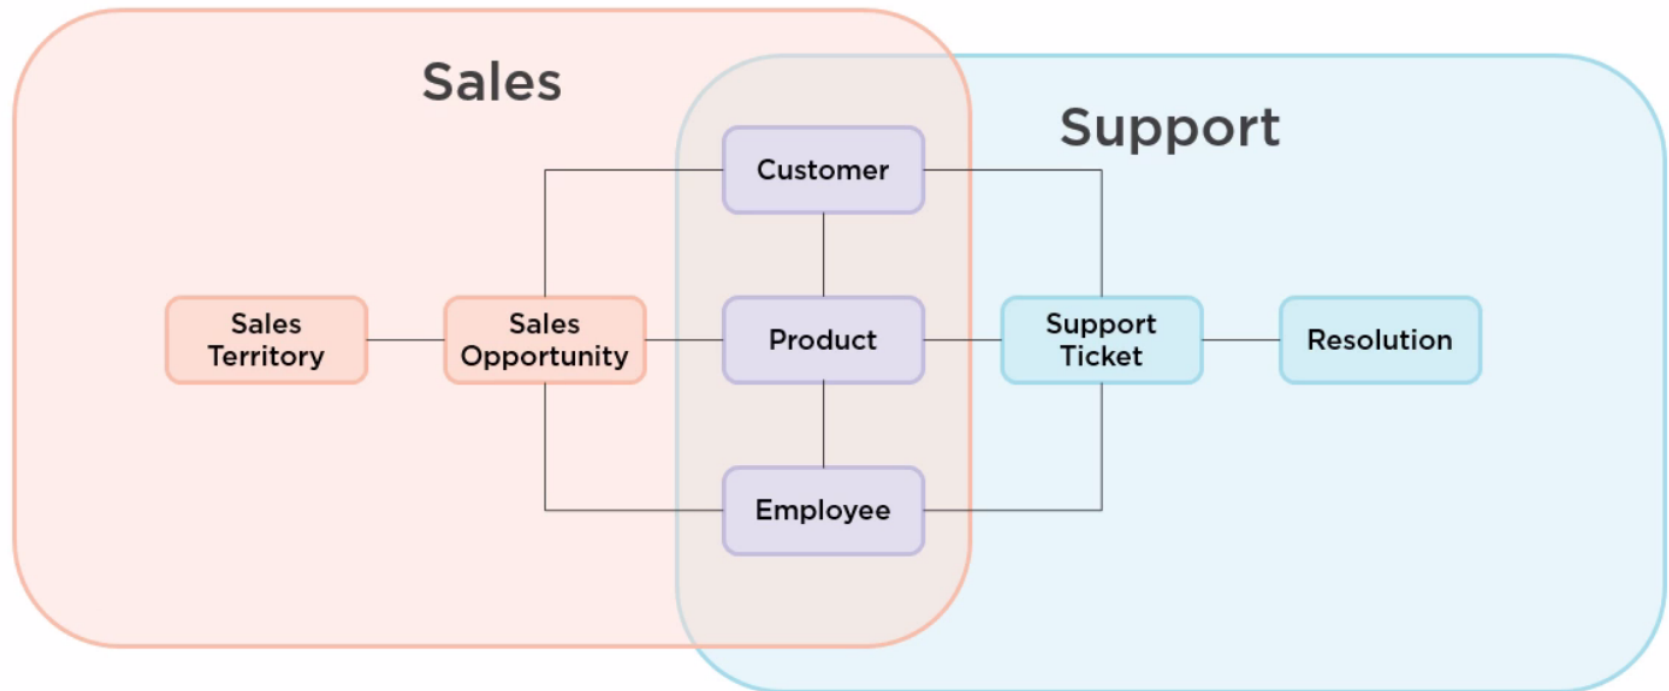 Sales
Support
Customer
Sales
Territory
Sales
Opportunity
Product
Support
Ticket
Resolution
Employee